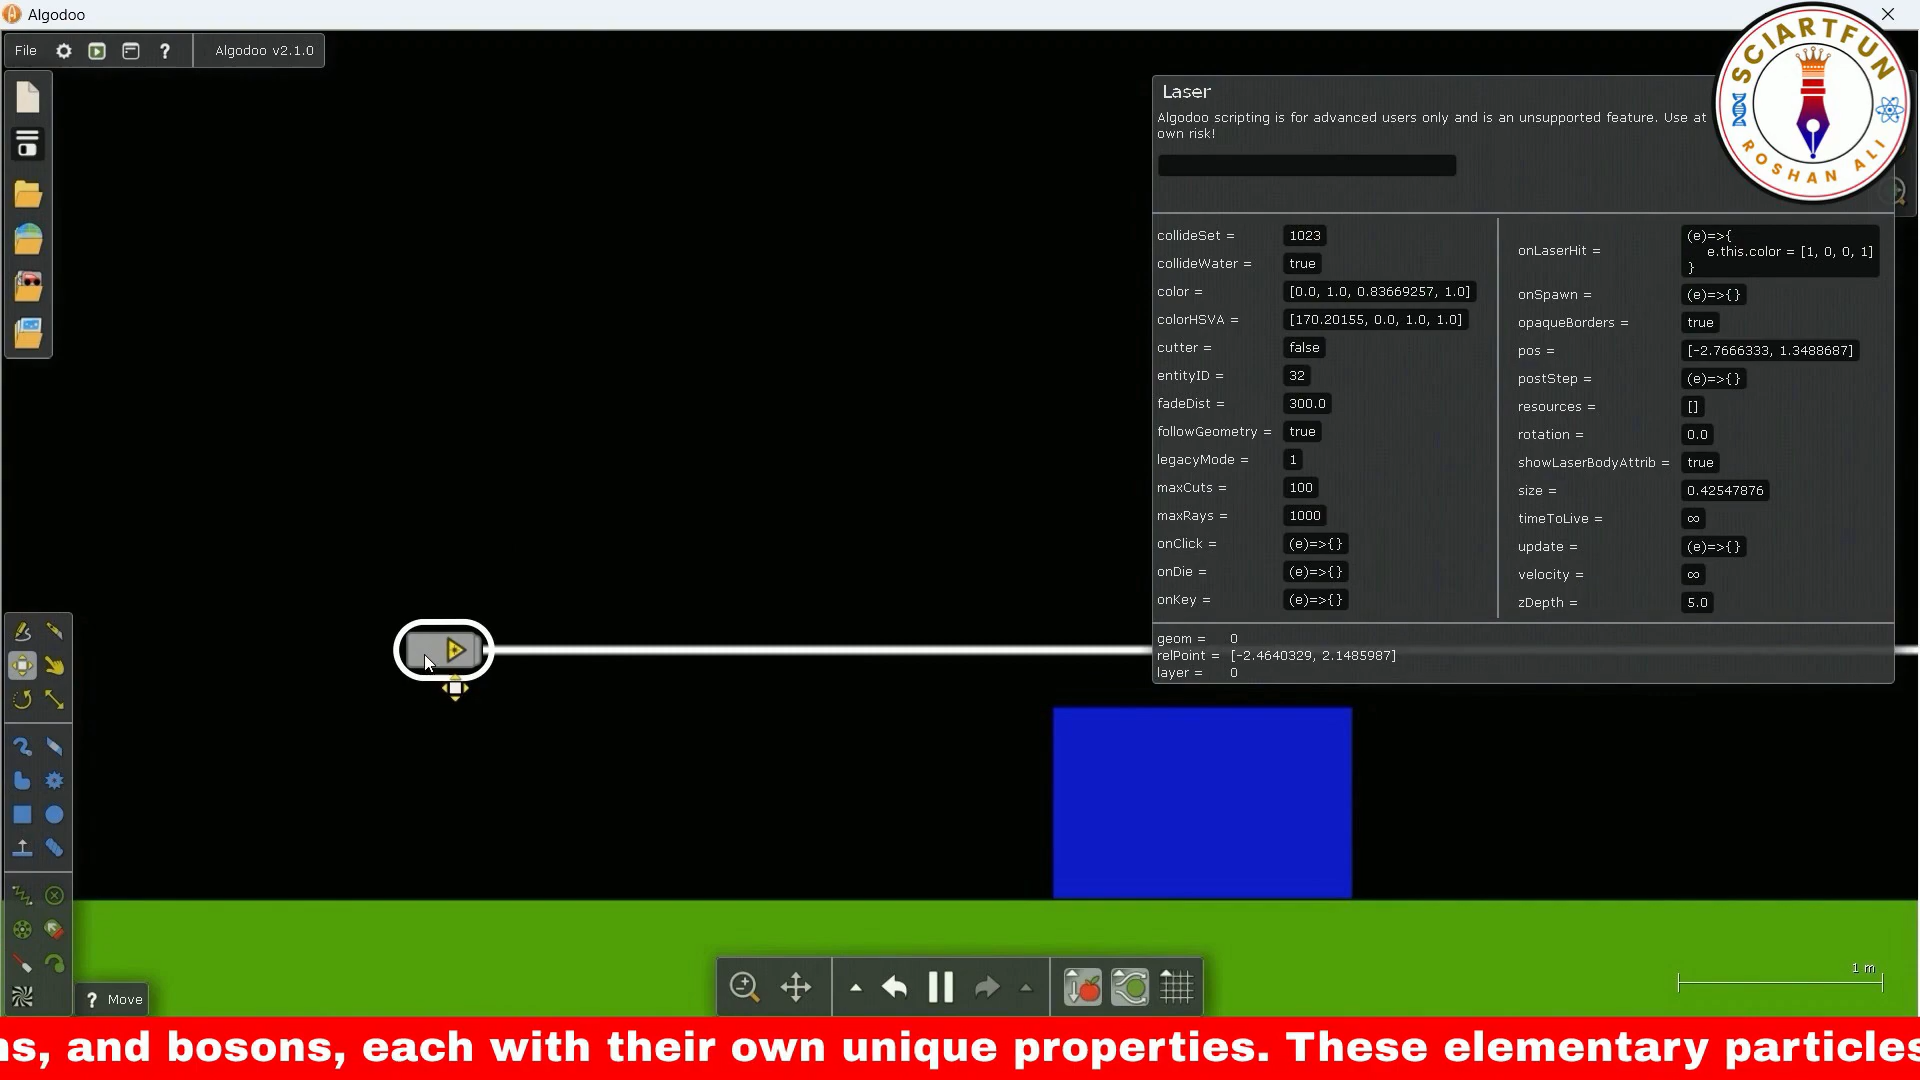 Algodoo
File
Algodoo v2.1.0
SCIARTFUN
ROSHAN ALI
Laser
Algodoo scripting is for advanced users only and is an unsupported feature. Use at
own risk!
collideSet = 1023
collideWater = true
color = [0.0, 1.0, 0.83669257, 1.0]
colorHSVA = [170.20155, 0.0, 1.0, 1.0]
cutter = false
entityID = 32
fadeDist = 300.0
followGeometry = true
legacyMode = 1
maxCuts = 100
maxRays = 1000
onClick = (e)=>{}
onDie = (e)=>{}
onKey = (e)=>{}
onLaserHit = (e)=>{
e.this.color = [1, 0, 0, 1]
}
onSpawn = (e)=>{}
opaqueBorders = true
pos = [-2.7666333, 1.3488687]
postStep = (e)=>{}
resources = []
rotation = 0.0
showLaserBodyAttrib = true
size = 0.42547876
timeToLive = ∞
update = (e)=>{}
velocity = ∞
zDepth = 5.0
geom = 0
relPoint = [-2.4640329, 2.1485987]
layer = 0
1 m
? Move
ns, and bosons, each with their own unique properties. These elementary particles